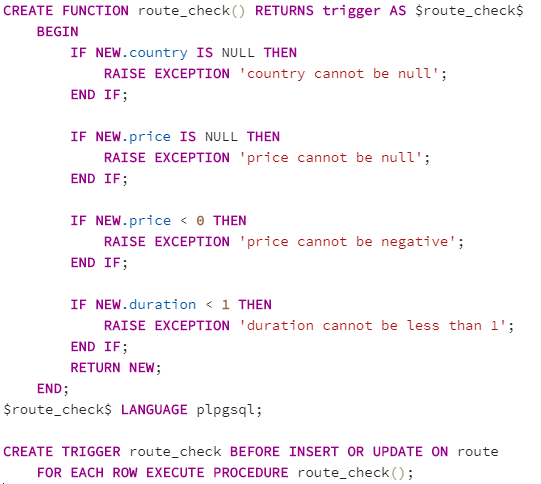 CREATE FUNCTION route_check() RETURNS trigger AS $route_check$
    BEGIN
        IF NEW.country IS NULL THEN
            RAISE EXCEPTION 'country cannot be null';
        END IF;

        IF NEW.price IS NULL THEN
            RAISE EXCEPTION 'price cannot be null';
        END IF;

        IF NEW.price < 0 THEN
            RAISE EXCEPTION 'price cannot be negative';
        END IF;

        IF NEW.duration < 1 THEN
            RAISE EXCEPTION 'duration cannot be less than 1';
        END IF;
        RETURN NEW;
    END;
$route_check$ LANGUAGE plpgsql;

CREATE TRIGGER route_check BEFORE INSERT OR UPDATE ON route
    FOR EACH ROW EXECUTE PROCEDURE route_check();